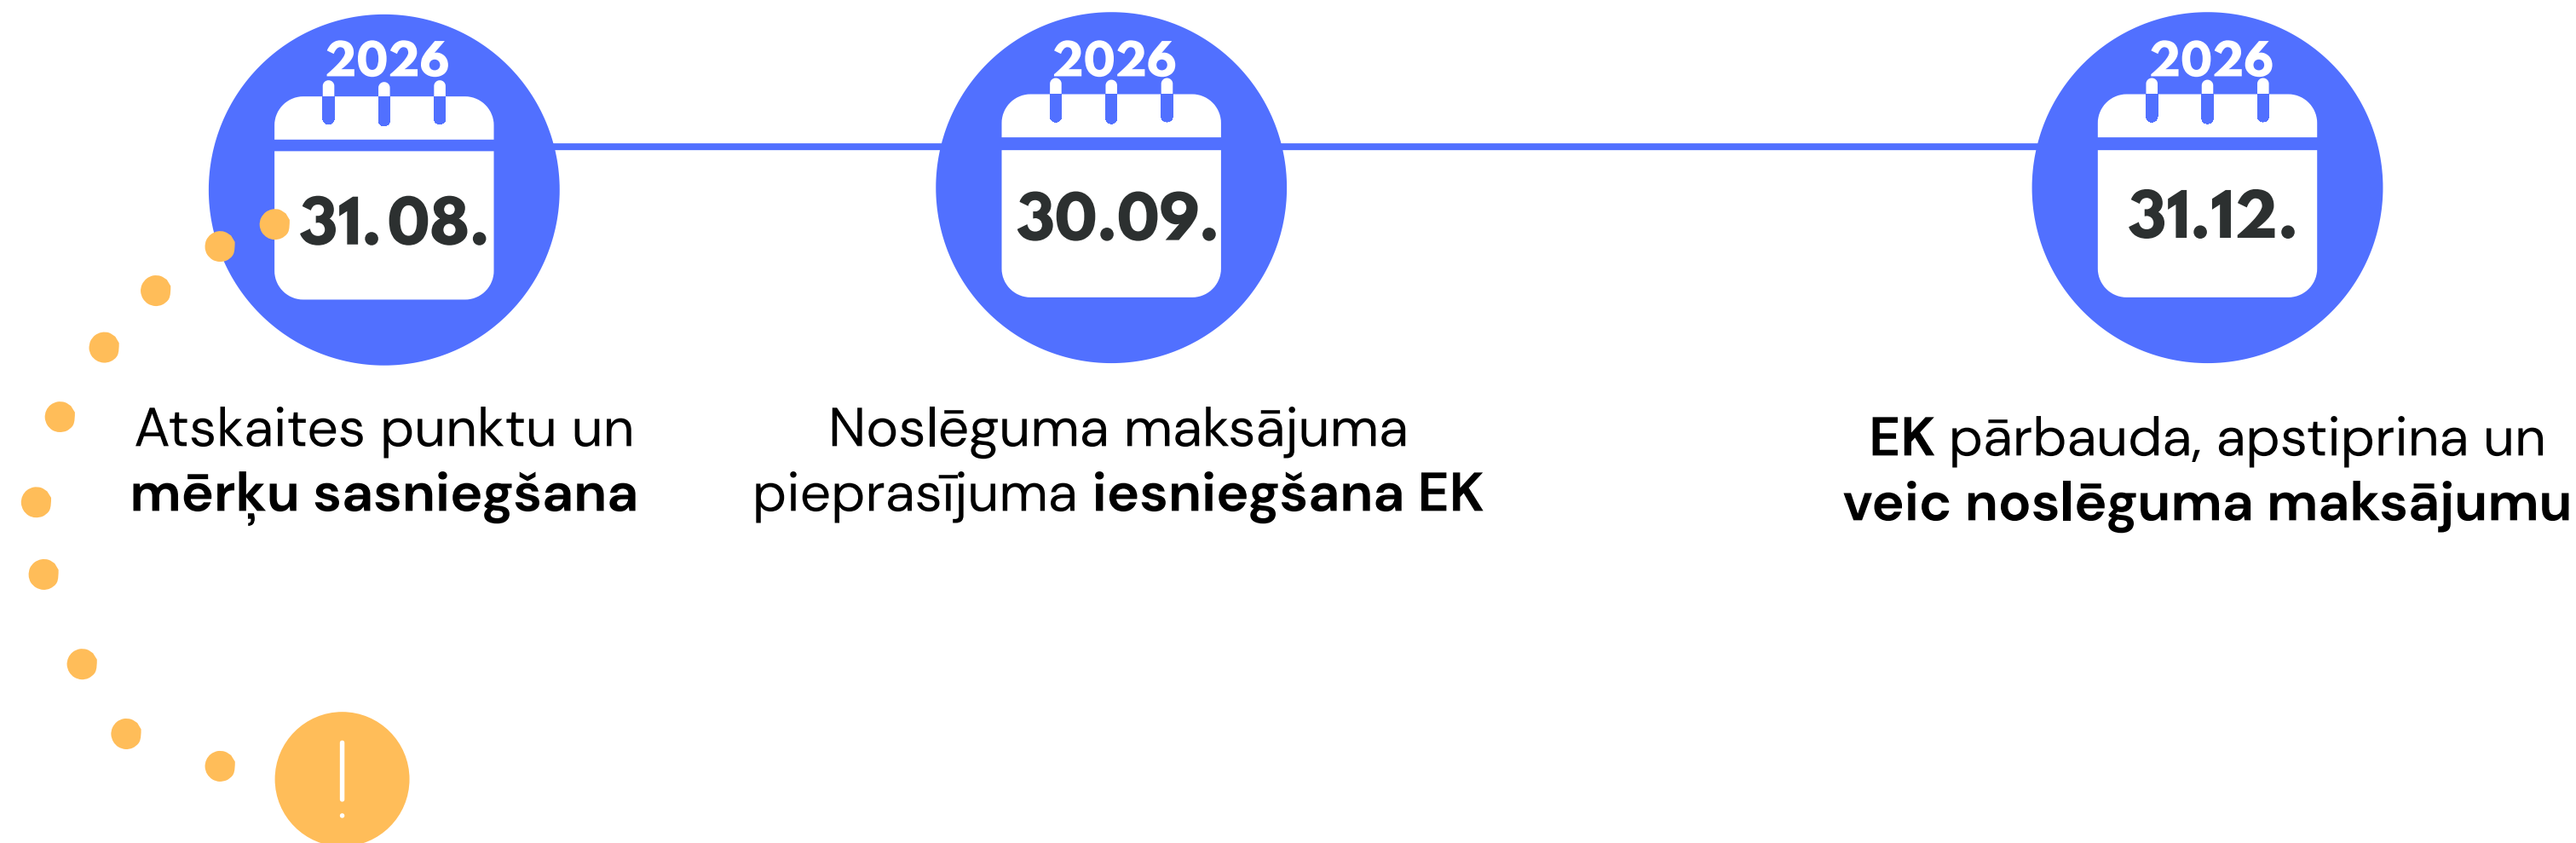 2026
31.08.
Atskaites punktu un
mērķu sasniegšana
2026
30.09.
Noslēguma maksājuma
pieprasījuma iesniegšana EK
2026
31.12.
EK pārbauda, apstiprina un
veic noslēguma maksājumu
!